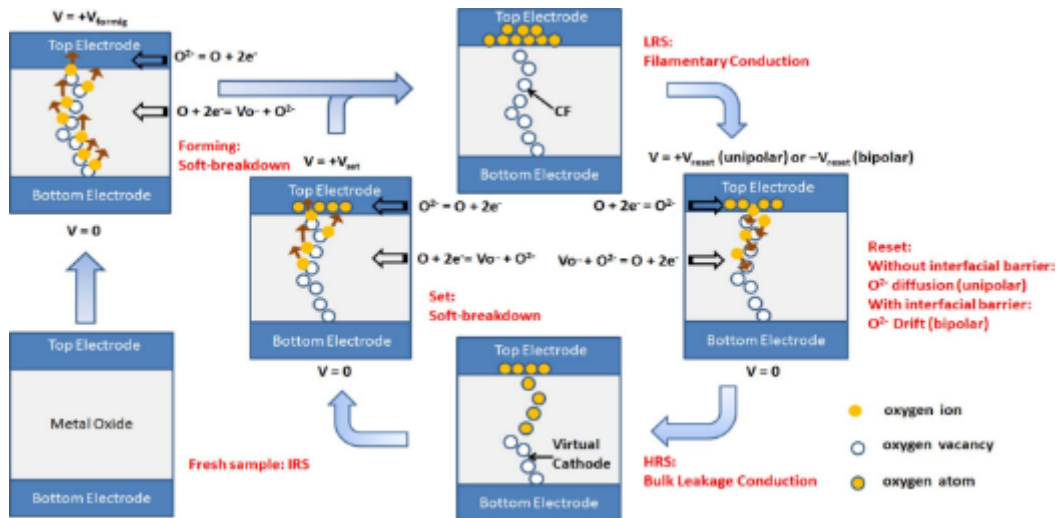 V = +Vformig
Top Electrode
O²⁻ = O + 2e⁻
O + 2e⁻= Vo⁻⁻ + O²⁻
Forming:
Soft-breakdown
Bottom Electrode
V = 0
Top Electrode
Metal Oxide
Bottom Electrode
Fresh sample: IRS
V = +Vset
Top Electrode
O²⁻ = O + 2e⁻
O + 2e⁻= Vo⁻⁻ + O²⁻
Set:
Soft-breakdown
Bottom Electrode
V = 0
Top Electrode
CF
Bottom Electrode
LRS:
Filamentary Conduction
V = +Vreset (unipolar) or −Vreset (bipolar)
Top Electrode
O + 2e⁻= O²⁻
Vo⁻⁻ + O²⁻= O + 2e⁻
Bottom Electrode
V = 0
Reset:
Without interfacial barrier:
O²⁻ diffusion (unipolar)
With interfacial barrier:
O²⁻ Drift (bipolar)
Top Electrode
Virtual
Cathode
Bottom Electrode
HRS:
Bulk Leakage Conduction
oxygen ion
oxygen vacancy
oxygen atom